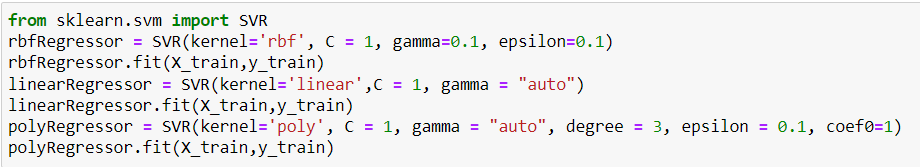 from sklearn.svm import SVR
rbfRegressor = SVR(kernel='rbf', C = 1, gamma=0.1, epsilon=0.1)
rbfRegressor.fit(X_train,y_train)
linearRegressor = SVR(kernel='linear',C = 1, gamma = "auto")
linearRegressor.fit(X_train,y_train)
polyRegressor = SVR(kernel='poly', C = 1, gamma = "auto", degree = 3, epsilon = 0.1, coef0=1)
polyRegressor.fit(X_train,y_train)